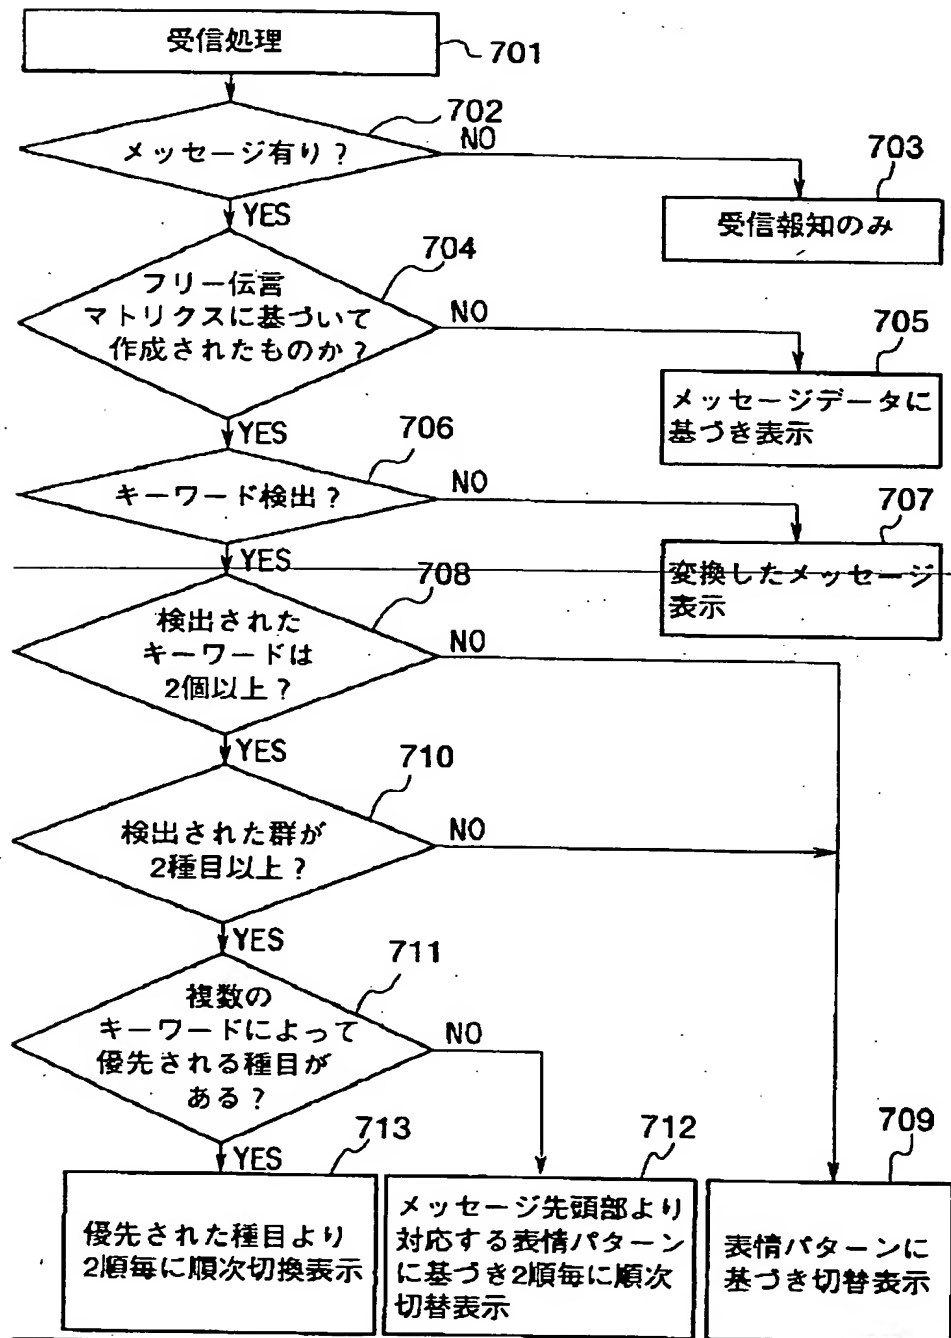 受信処理
701
702
メッセージ有り?
NO
703
受信報知のみ
YES
704
フリー伝言
マトリクスに基づいて
作成されたものか?
NO
705
メッセージデータに
基づき表示
YES
706
キーワード検出?
NO
707
変換したメッセージ
表示
YES
708
検出された
キーワードは
2個以上?
NO
YES
710
検出された群が
2種目以上?
NO
YES
711
複数の
キーワードによって
優先される種目が
ある?
NO
YES
713
優先された種目より
2順毎に順次切換表示
712
メッセージ先頭部より
対応する表情パターン
に基づき2順毎に順次
切替表示
709
表情パターンに
基づき切替表示